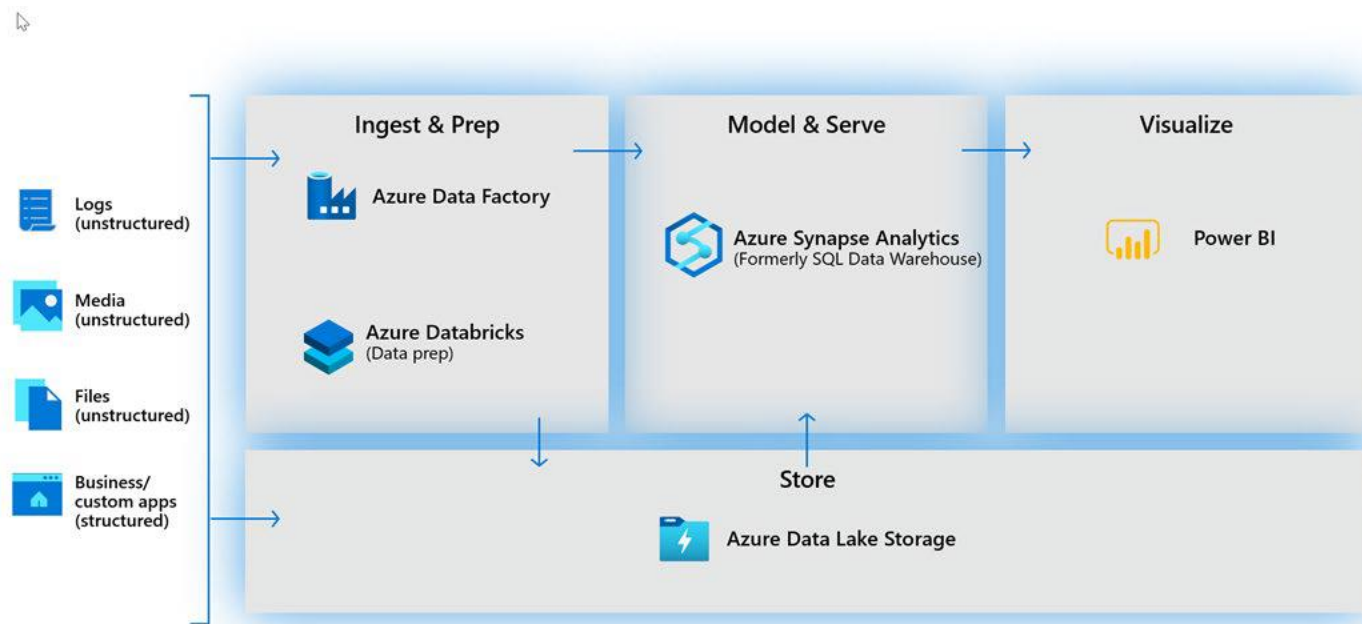 Ingest & Prep
Model & Serve
Visualize
Logs
(unstructured)
Media
(unstructured)
Files
(unstructured)
Business/
custom apps
(structured)
Azure Data Factory
Azure Databricks
(Data prep)
Azure Synapse Analytics
(Formerly SQL Data Warehouse)
Power BI
Store
Azure Data Lake Storage